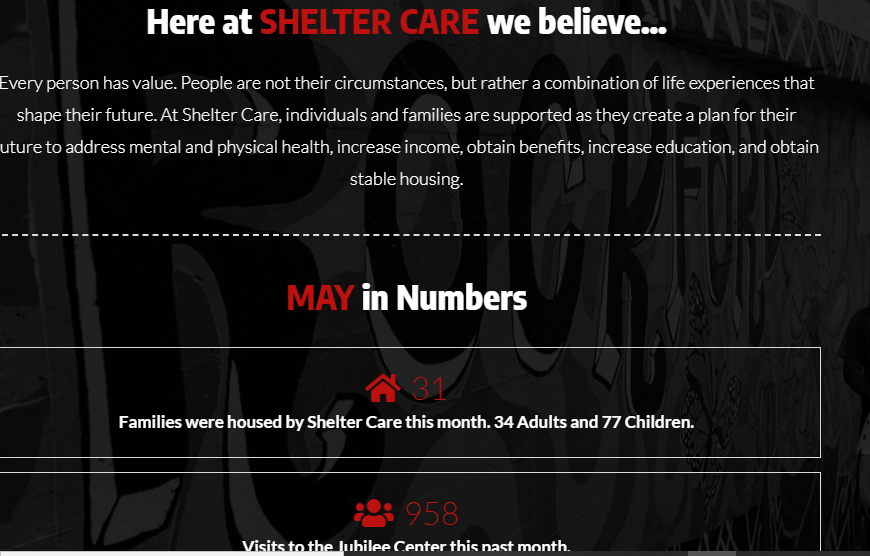 Here at SHELTER CARE we believe...
Every person has value. People are not their circumstances, but rather a combination of life experiences that
shape their future. At Shelter Care, individuals and families are supported as they create a plan for their
uture to address mental and physical health, increase income, obtain benefits, increase education, and obtain
stable housing.
MAY in Numbers
31
Families were housed by Shelter Care this month. 34 Adults and 77 Children.
958
Visits to the Jubilee Center this past month.
ROCKFORD